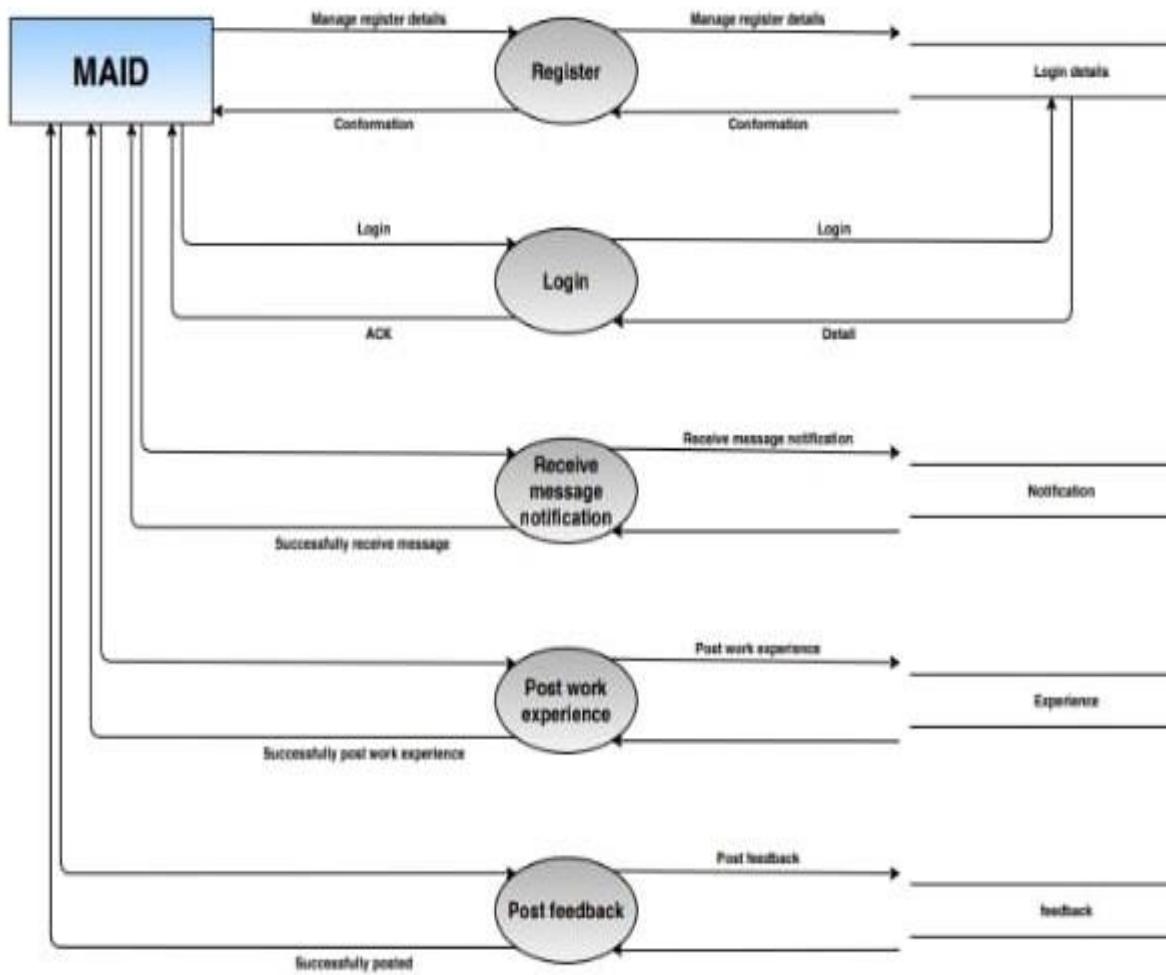 Manage register details
Manage register details
MAID
Register
Login details
Conformation
Conformation
Login
Login
Login
ACK
Detail
Receive message notification
Receive
message
notification
Notification
Successfully receive message
Post work experience
Post work
experience
Experience
Successfully post work experience
Post feedback
Post feedback
feedback
Successfully posted